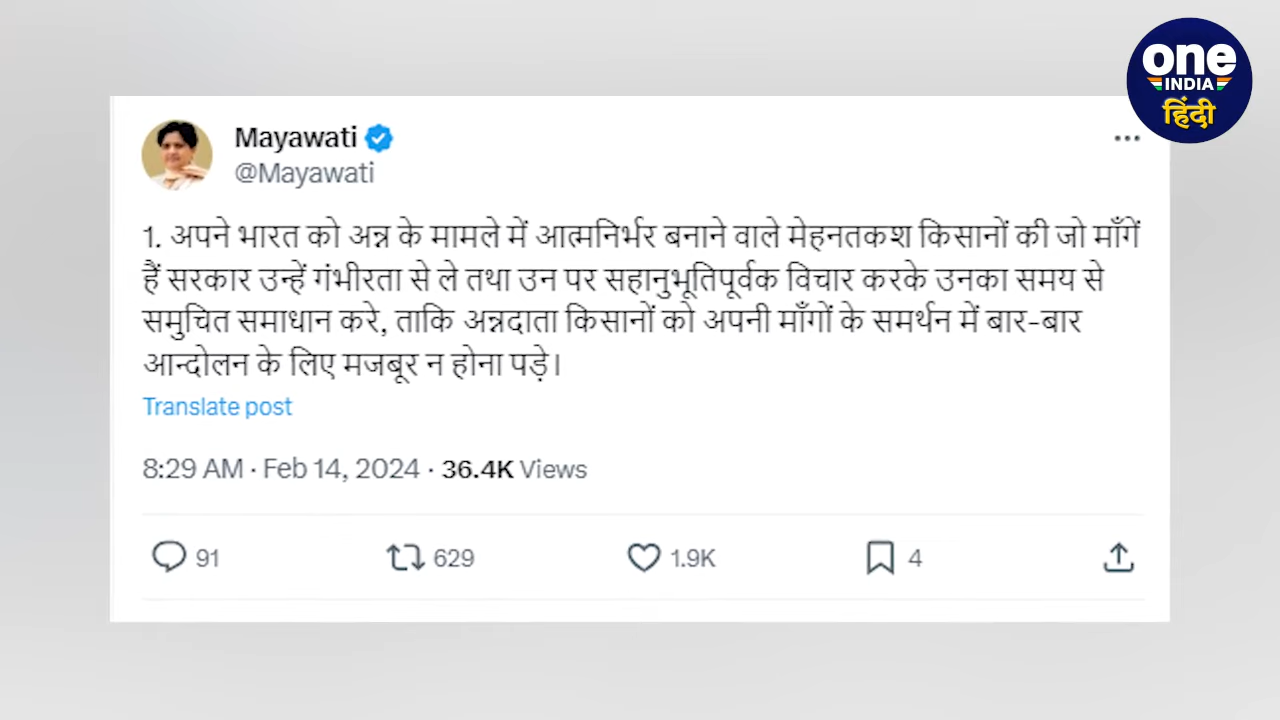 one
INDIA
हिंदी
Mayawati
@Mayawati
1. अपने भारत को अन्न के मामले में आत्मनिर्भर बनाने वाले मेहनतकश किसानों की जो माँगें
हैं सरकार उन्हें गंभीरता से ले तथा उन पर सहानुभूतिपूर्वक विचार करके उनका समय से
समुचित समाधान करे, ताकि अन्नदाता किसानों को अपनी माँगों के समर्थन में बार-बार
आन्दोलन के लिए मजबूर न होना पड़े।
Translate post
8:29 AM · Feb 14, 2024 · 36.4K Views
91 629 1.9K 4